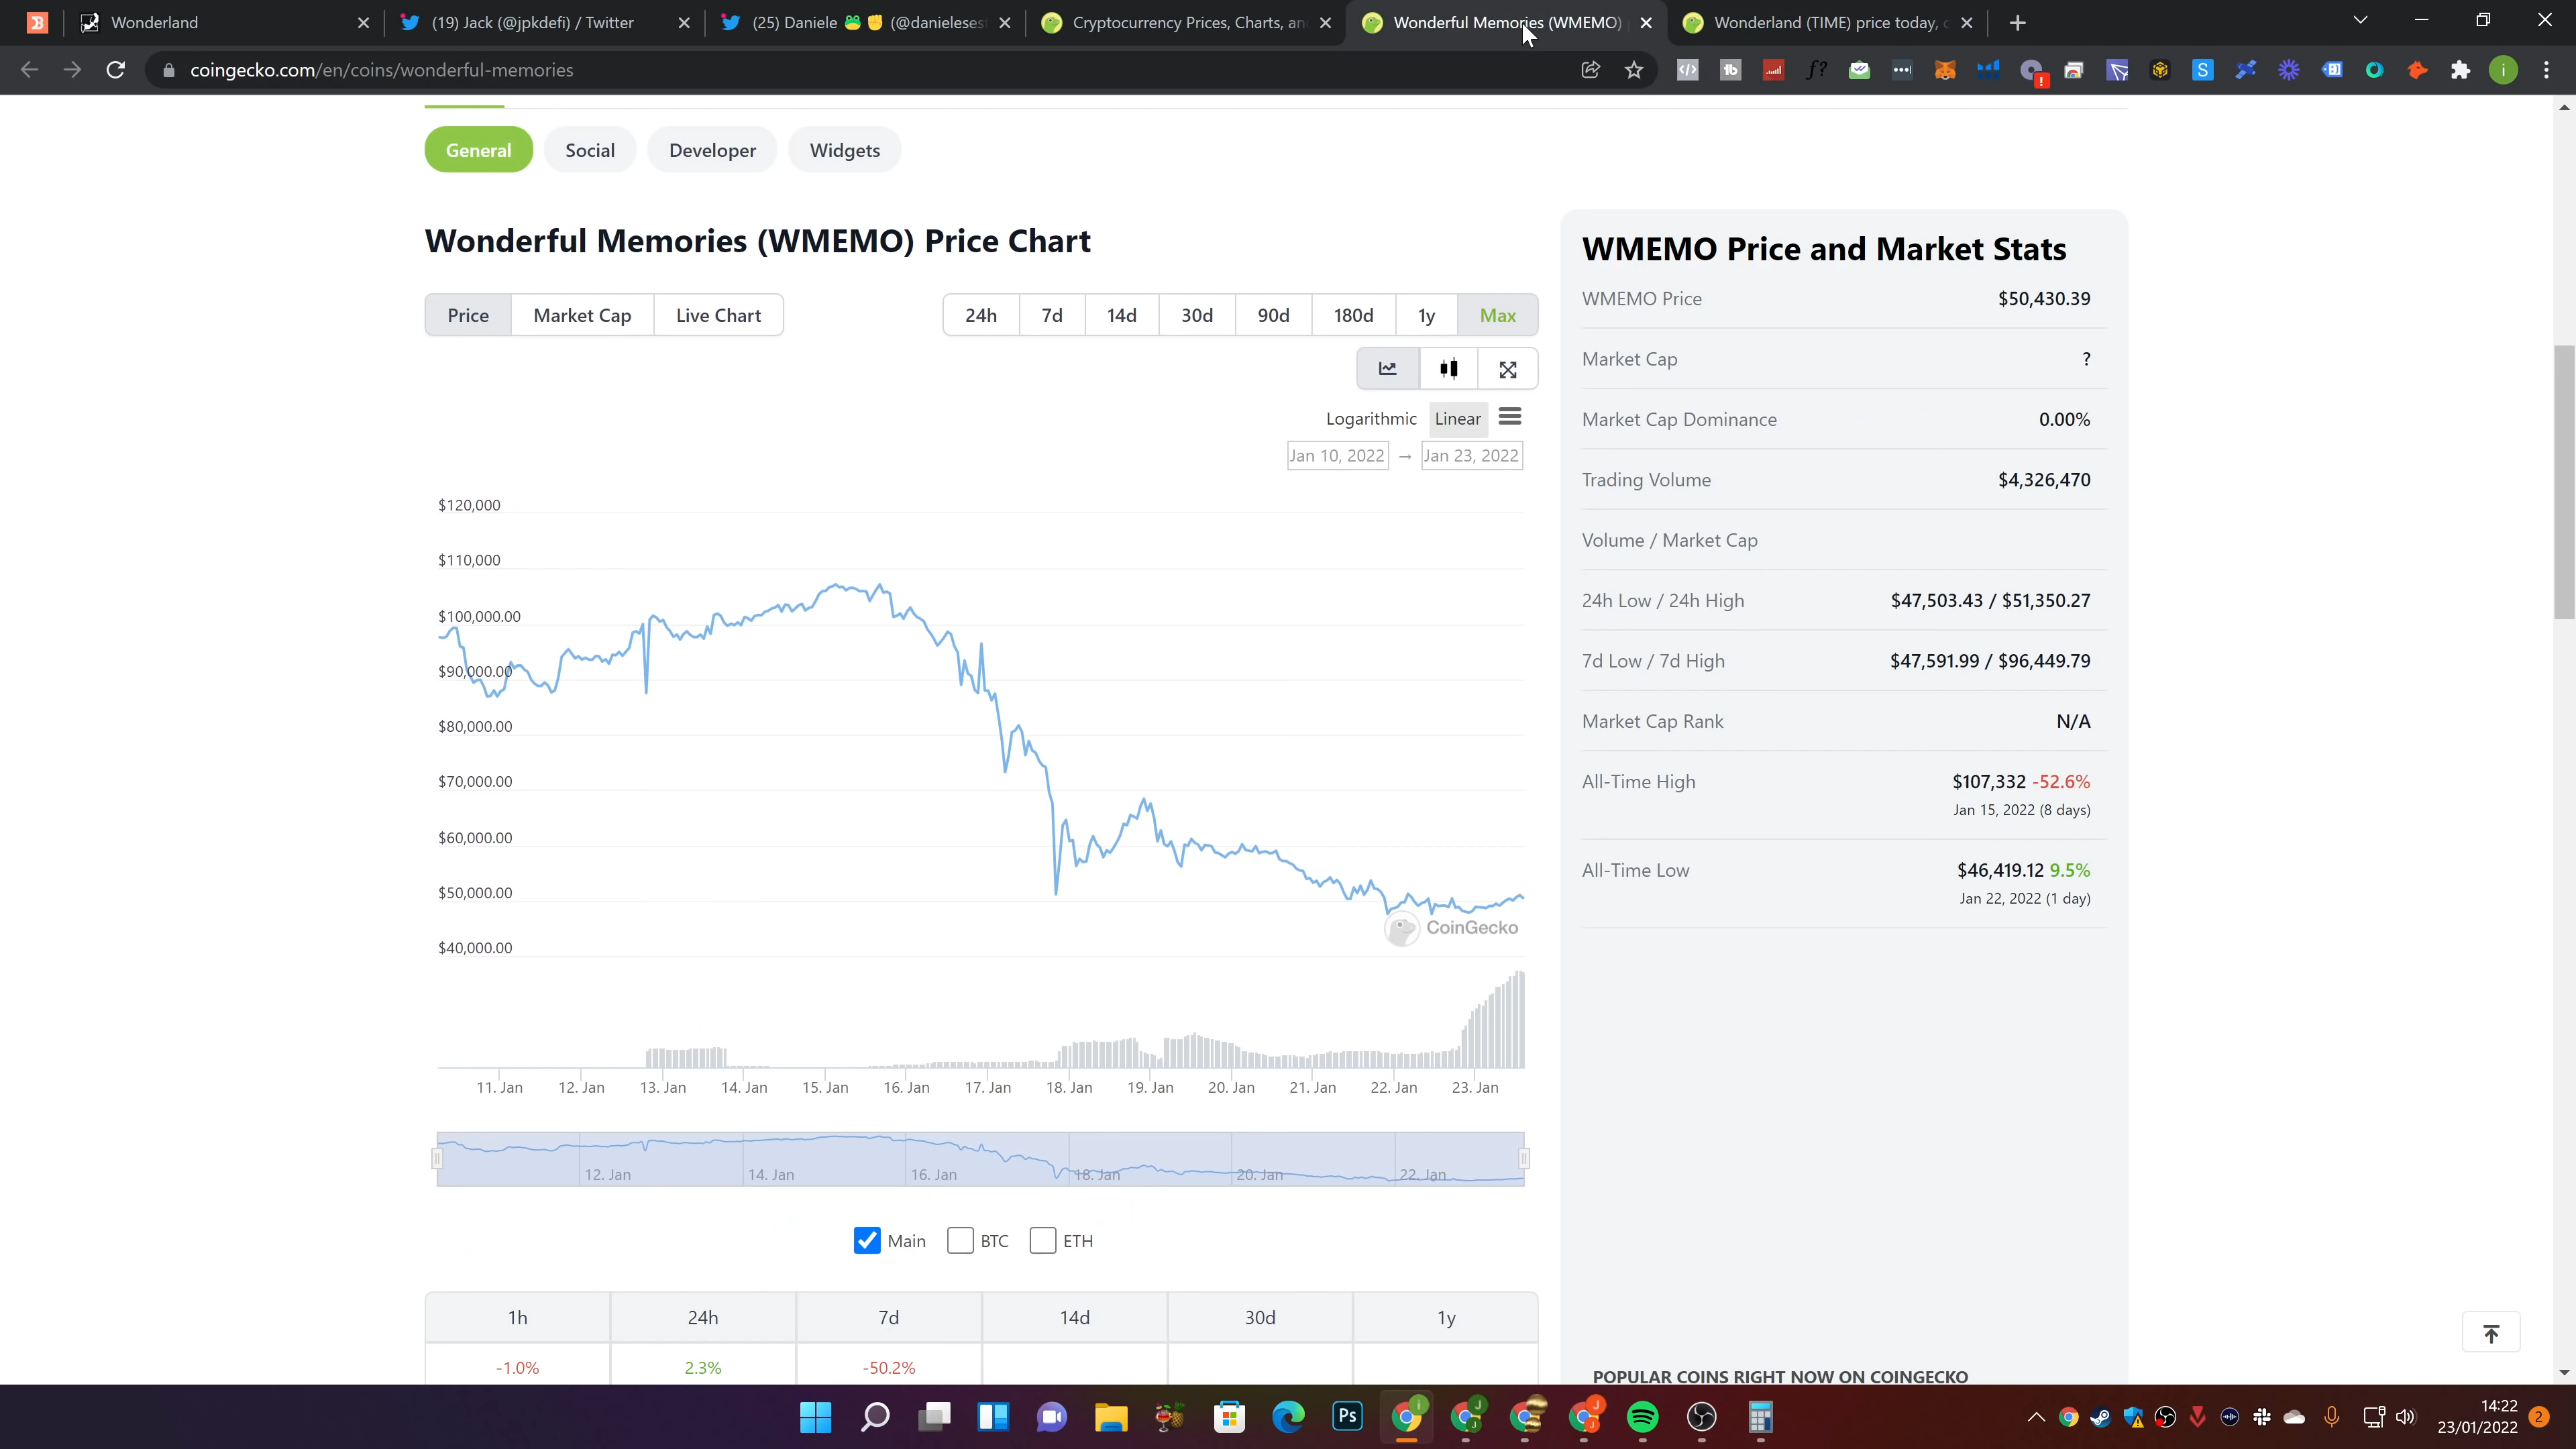 Wonderland
(19) Jack (@jpkdefi) / Twitter
(25) Daniele 🐸 ✊ (@danielesest
Cryptocurrency Prices, Charts, an
Wonderful Memories (WMEMO)
Wonderland (TIME) price today, c
coingecko.com/en/coins/wonderful-memories
General
Social
Developer
Widgets
Wonderful Memories (WMEMO) Price Chart
Price
Market Cap
Live Chart
24h
7d
14d
30d
90d
180d
1y
Max
Logarithmic
Linear
Jan 10, 2022 → Jan 23, 2022
$120,000
$110,000
$100,000.00
$90,000.00
$80,000.00
$70,000.00
$60,000.00
$50,000.00
$40,000.00
CoinGecko
11. Jan
12. Jan
13. Jan
14. Jan
15. Jan
16. Jan
17. Jan
18. Jan
19. Jan
20. Jan
21. Jan
22. Jan
23. Jan
12. Jan
14. Jan
16. Jan
18. Jan
20. Jan
22. Jan
Main
BTC
ETH
1h 24h 7d 14d 30d 1y
-1.0% 2.3% -50.2%
WMEMO Price and Market Stats
WMEMO Price $50,430.39
Market Cap ?
Market Cap Dominance 0.00%
Trading Volume $4,326,470
Volume / Market Cap
24h Low / 24h High $47,503.43 / $51,350.27
7d Low / 7d High $47,591.99 / $96,449.79
Market Cap Rank N/A
All-Time High $107,332 -52.6%
Jan 15, 2022 (8 days)
All-Time Low $46,419.12 9.5%
Jan 22, 2022 (1 day)
POPULAR COINS RIGHT NOW ON COINGECKO
Ps
14:22
23/01/2022
2